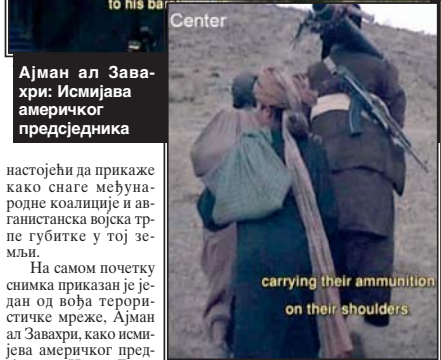 to his ba
Center
Ајман ал Зава-
хри: Исмијава
америчког
предсједника
настојећи да прикаже
како снаге међуна-
родне коалиције и ав-
ганистанска војска тр-
пе губитке у тој зе-
мљи.
На самом почетку
снимка приказан је је-
дан од вођа терори-
стичке мреже, Ајман
ал Завахри, како исми-
јева америчког пред-
carrying their ammunition
on their shoulders